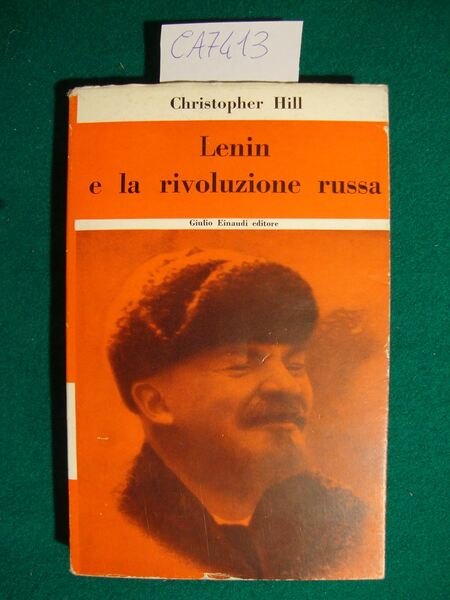 CA7413
Christopher Hill
Lenin
e la rivoluzione russa
Giulio Einaudi editore